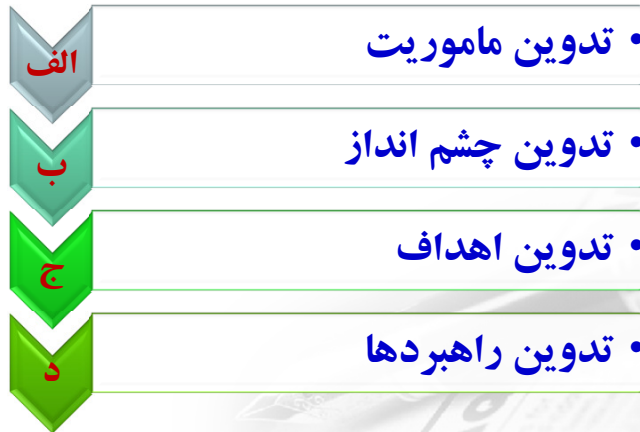 الف
• تدوین ماموریت
ب
• تدوین چشم انداز
ج
• تدوین اهداف
د
• تدوین راهبردها